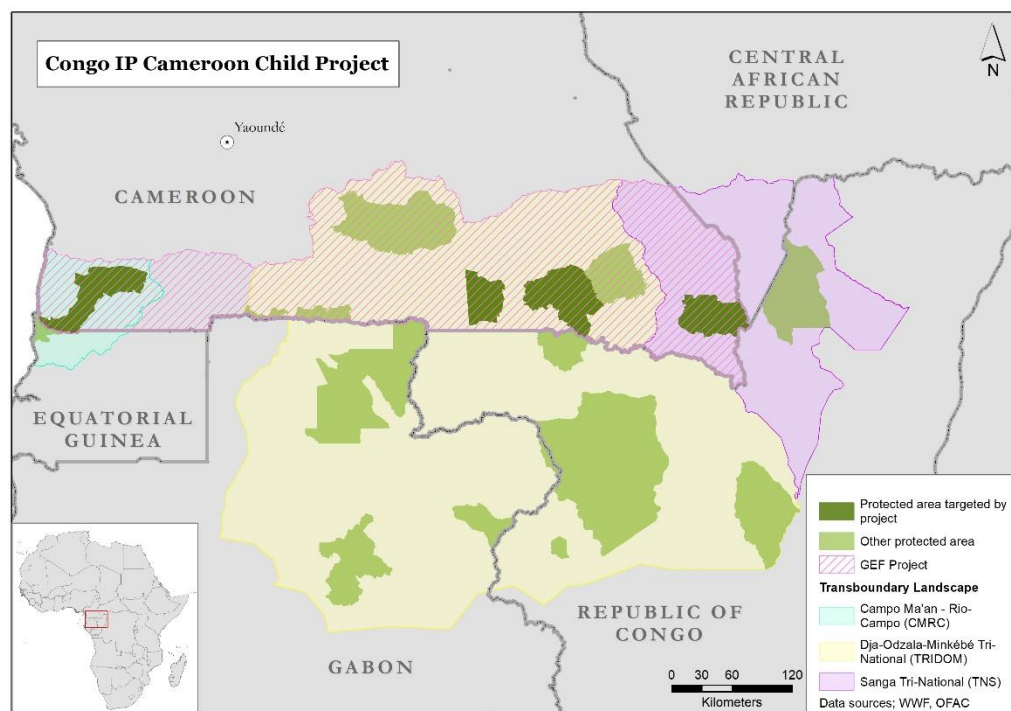 Congo IP Cameroon Child Project
CENTRAL
AFRICAN
REPUBLIC
N
Yaoundé
CAMEROON
EQUATORIAL
GUINEA
REPUBLIC OF
CONGO
GABON
Protected area targeted by
project
Other protected area
GEF Project
Transboundary Landscape
Campo Ma'an - Rio-
Campo (CMRC)
Dja-Odzala-Minkébé Tri-
National (TRIDOM)
Sanga Tri-National (TNS)
Data sources; WWF, OFAC
0 30 60 120
Kilometers